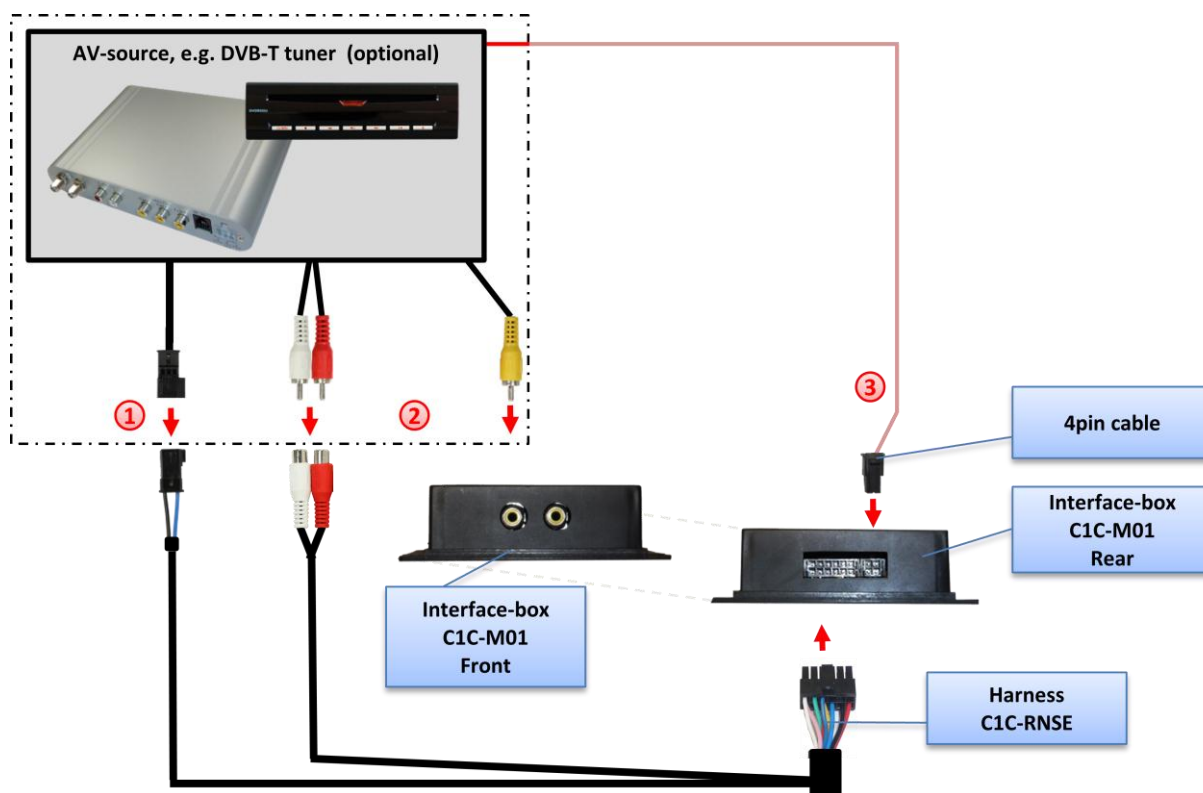 AV-source, e.g. DVB-T tuner (optional)
1
2
3
4pin cable
Interface-box
C1C-M01
Rear
Interface-box
C1C-M01
Front
Harness
C1C-RNSE